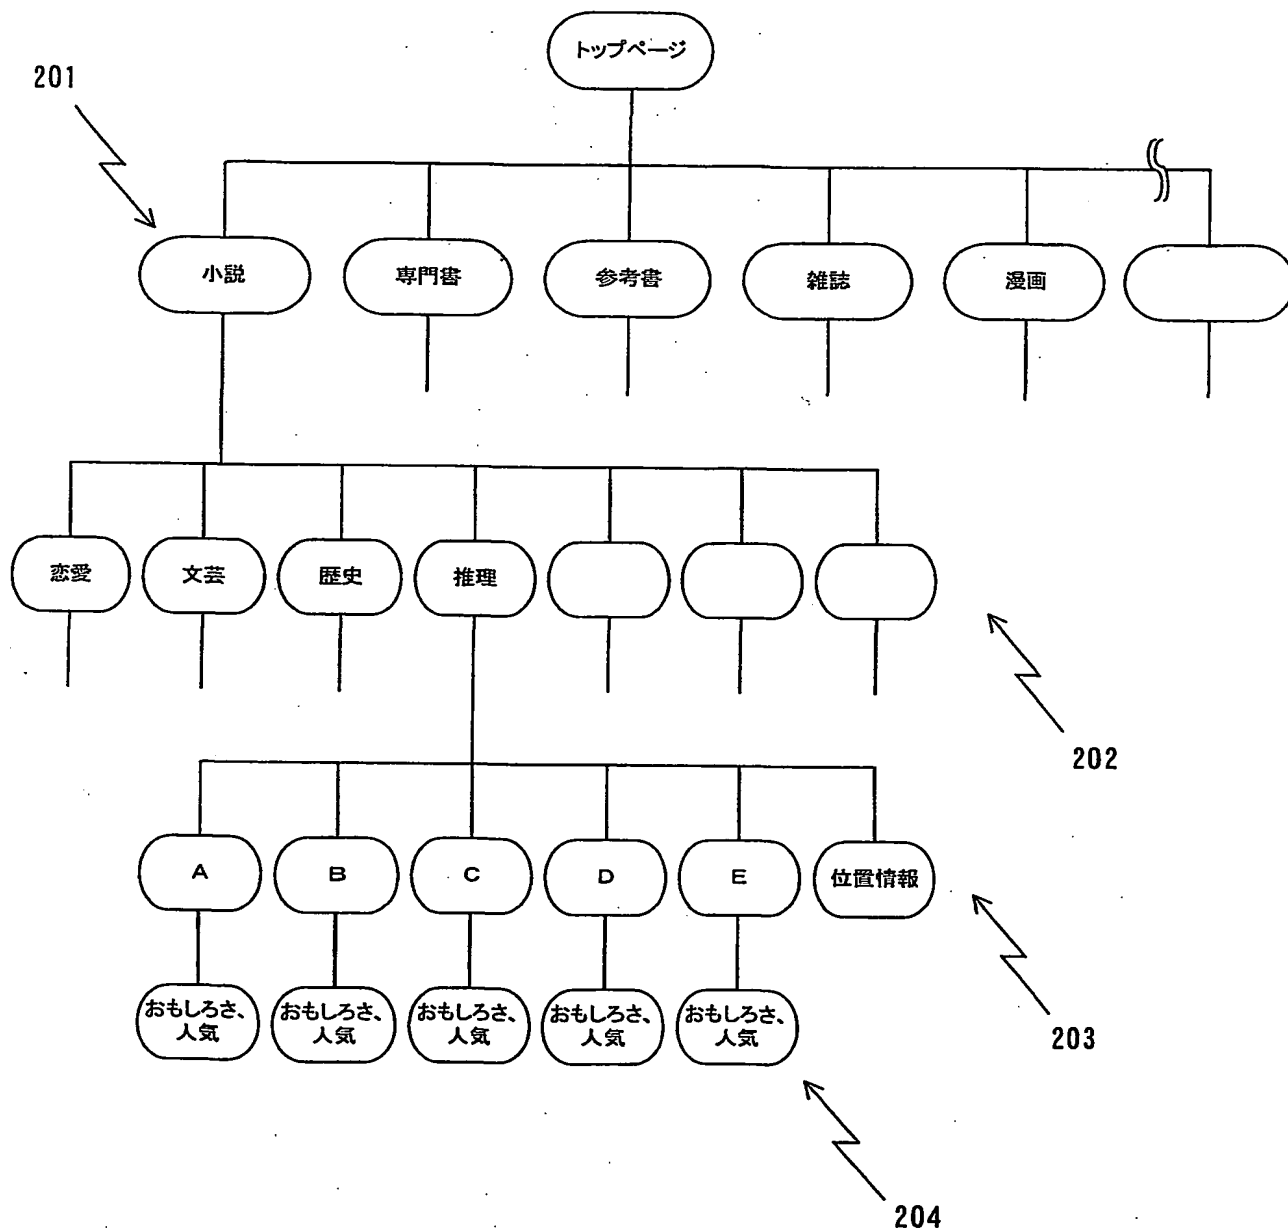 トップページ
201
小説
専門書
参考書
雑誌
漫画
恋愛
文芸
歴史
推理
202
A
B
C
D
E
位置情報
203
おもしろさ、
人気
おもしろさ、
人気
おもしろさ、
人気
おもしろさ、
人気
おもしろさ、
人気
204